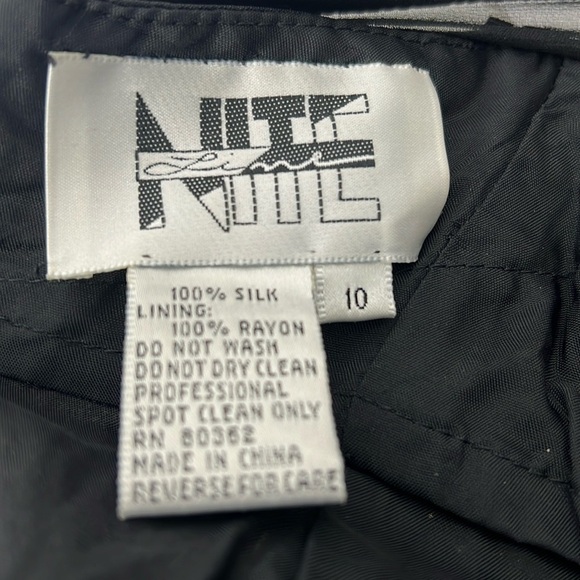 NITE
Line
10
100% SILK
LINING:
100% RAYON
DO NOT WASH
DO NOT DRY CLEAN
PROFESSIONAL
SPOT CLEAN ONLY
RN 80362
MADE IN CHINA
REVERSE FOR CARE